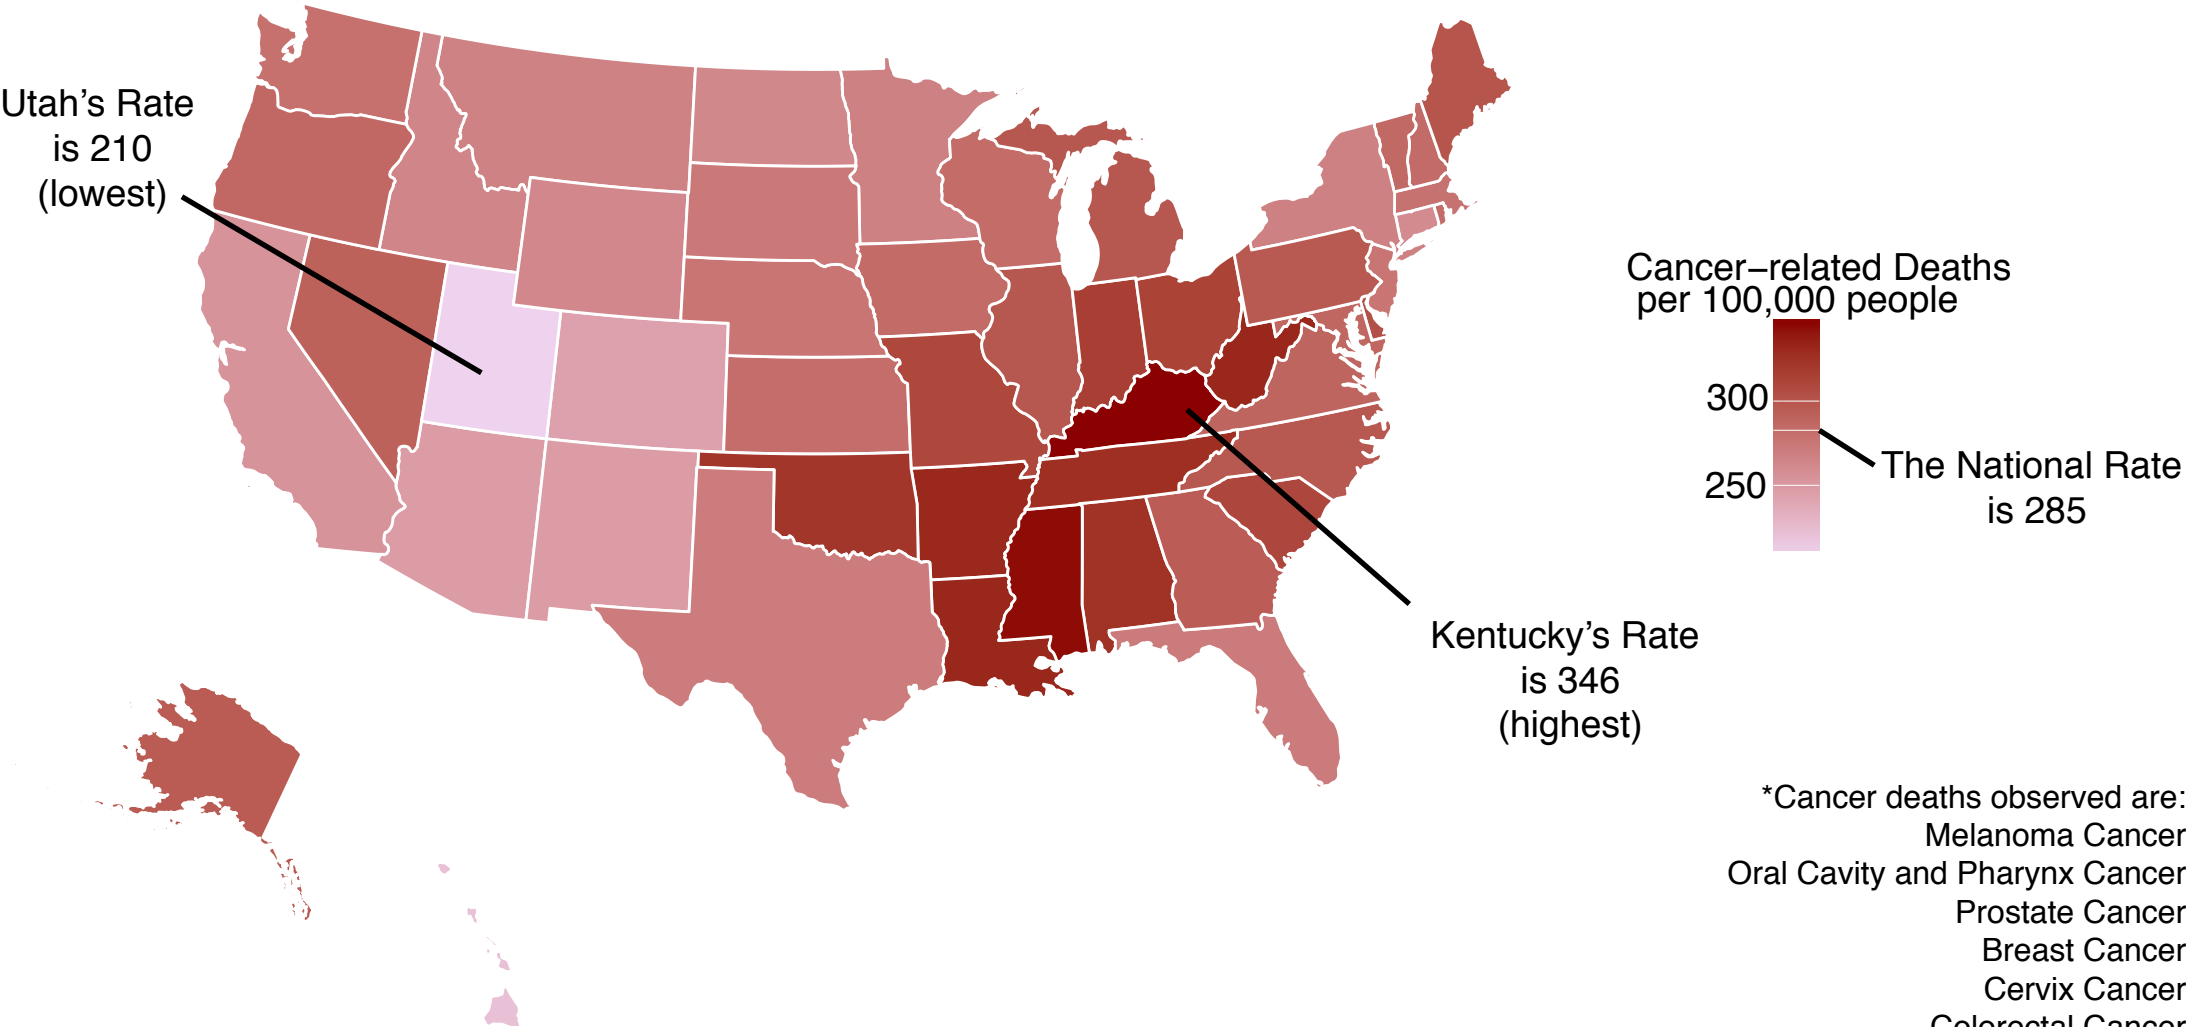 Utah’s Rate
is 210
(lowest)
Cancer−related Deaths
per 100,000 people
300
250
The National Rate
is 285
Kentucky’s Rate
is 346
(highest)
*Cancer deaths observed are:
Melanoma Cancer
Oral Cavity and Pharynx Cancer
Prostate Cancer
Breast Cancer
Cervix Cancer
Colorectal Cancer